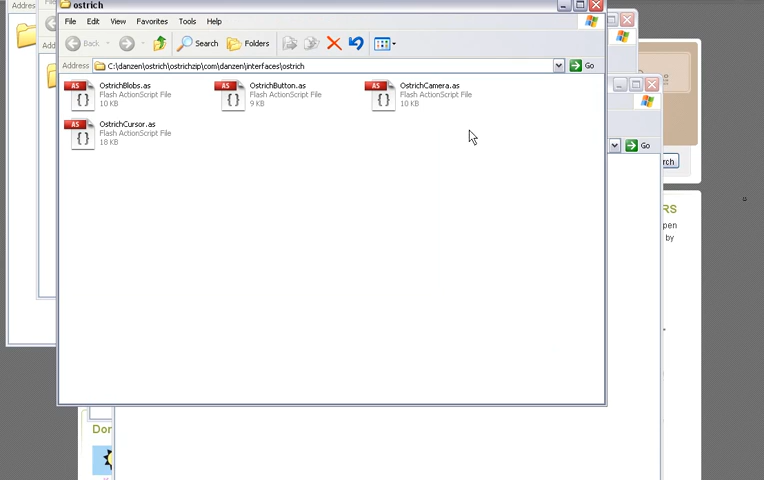 Address
ostrich
File Edit View Favorites Tools Help
Back Search Folders
Address C:\danzen\ostrich\ostrichzip\com\danzen\interfaces\ostrich Go
OstrichBlobs.as
Flash ActionScript File
10 KB
OstrichButton.as
Flash ActionScript File
9 KB
OstrichCamera.as
Flash ActionScript File
10 KB
OstrichCursor.as
Flash ActionScript File
18 KB
Go
rch
RS
pen
by
Dor